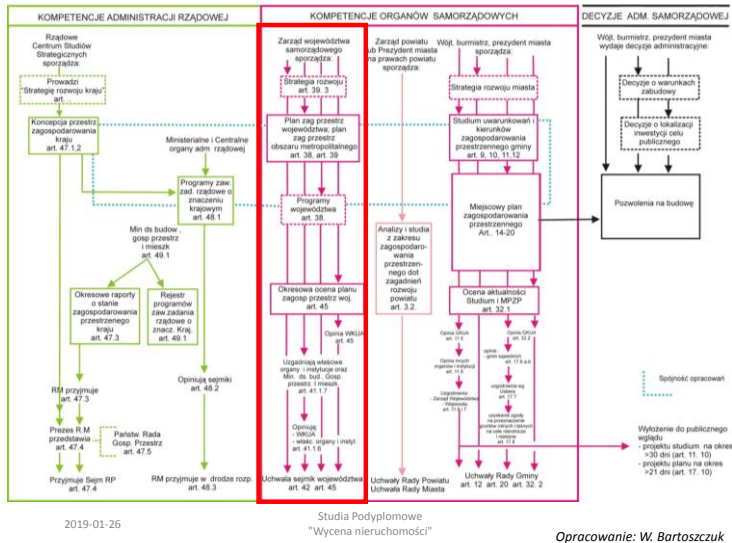 KOMPETENCJE ADMINISTRACJI RZĄDOWEJ
KOMPETENCJE ORGANÓW SAMORZĄDOWYCH
DECYZJE ADM. SAMORZĄDOWEJ
Rządowe
Centrum Studiów
Strategicznych
sporządza:
Prowadzi
"Strategię rozwoju kraju"
art. ...
Koncepcja przestrz
zagospodarowania
kraju
art. 47.1,2
Ministerialne i Centralne
organy adm rządowej
Programy zaw.
zad. rządowe o
znaczeniu
krajowym
art. 48.1
Min ds budow ,
gosp przestrz
i mieszk
art. 49.1
Okresowe raporty
o stanie
zagospodarowania
przestrzenego
kraju
art. 47.3
Rejestr
programów
zaw.zadania
rządowe o
znacz. Kraj.
art. 49.1
RM przyjmuje
art. 47.3
Opiniują sejmiki
art. 48.2
Prezes R.M
przedstawia
art. 47.4
Państw. Rada
Gosp. Przestrz
art. 47.5
Przyjmuje Sejm RP
art. 47.4
RM przyjmuje w drodze rozp.
art. 48.3
Zarząd województwa
samorządowego
sporządza:
Strategia rozwoju
art. 39. 3
Plan zag przestrz
województwa, plan
zag przestrz
obszaru metropolitalnego
art. 38, art. 39
Programy
województwa
art. 38.
Okresowa ocena planu
zagosp przestrz woj.
art. 45
Opinia WKUA
art. 45
Uzgadniają właściwe
organy i instytucje oraz
Min. ds. bud , Gosp.
przestrz. I mieszk
art. 41.1.7
Opiniują
- WKUA
- właśc. organy i instyt.
art. 41.1.6
Uchwala sejmik województwa
art. 42 art. 45
Zarząd powiatu
lub Prezydent miasta
na prawach powiatu
sporządza:
Analizy i studia
z zakresu
zagospodaro-
wania
przestrzen-
nego dot
zagadnień
rozwoju
powiatu
art. 3.2.
Uchwały Rady Powiatu
Uchwała Rady Miasta
Wójt, burmistrz, prezydent miasta
sporządza:
Strategia rozwoju miasta
Studium uwarunkowań i
kierunków
zagospodarowania
przestrzennego gminy
art. 9, 10, 11,12
Miejscowy plan
zagospodarowania
przestrzennego
Art.. 14-20
Ocena aktualności
Studium i MPZP
art. 32.1
Opinia GKUA
art. 32.2
uzgodnienia wg
Ustawy
art. 17.7
Uchwały Rady Gminy
art. 12 art. 20 art. 32. 2
Wójt, burmistrz, prezydent miasta
wydaje decyzje administracyjne:
Decyzje o warunkach
zabudowy
Decyzje o lokalizacji
inwestycji celu
publicznego
Pozwolenia na budowę
Spójność opracowań
Wyłożenie do publicznego
wglądu
- projektu studium na okres
>30 dni (art. 11. 10)
- projektu planu na okres
>21 dni (art. 17. 10)
2019-01-26
Studia Podyplomowe
"Wycena nieruchomości"
Opracowanie: W. Bartoszczuk